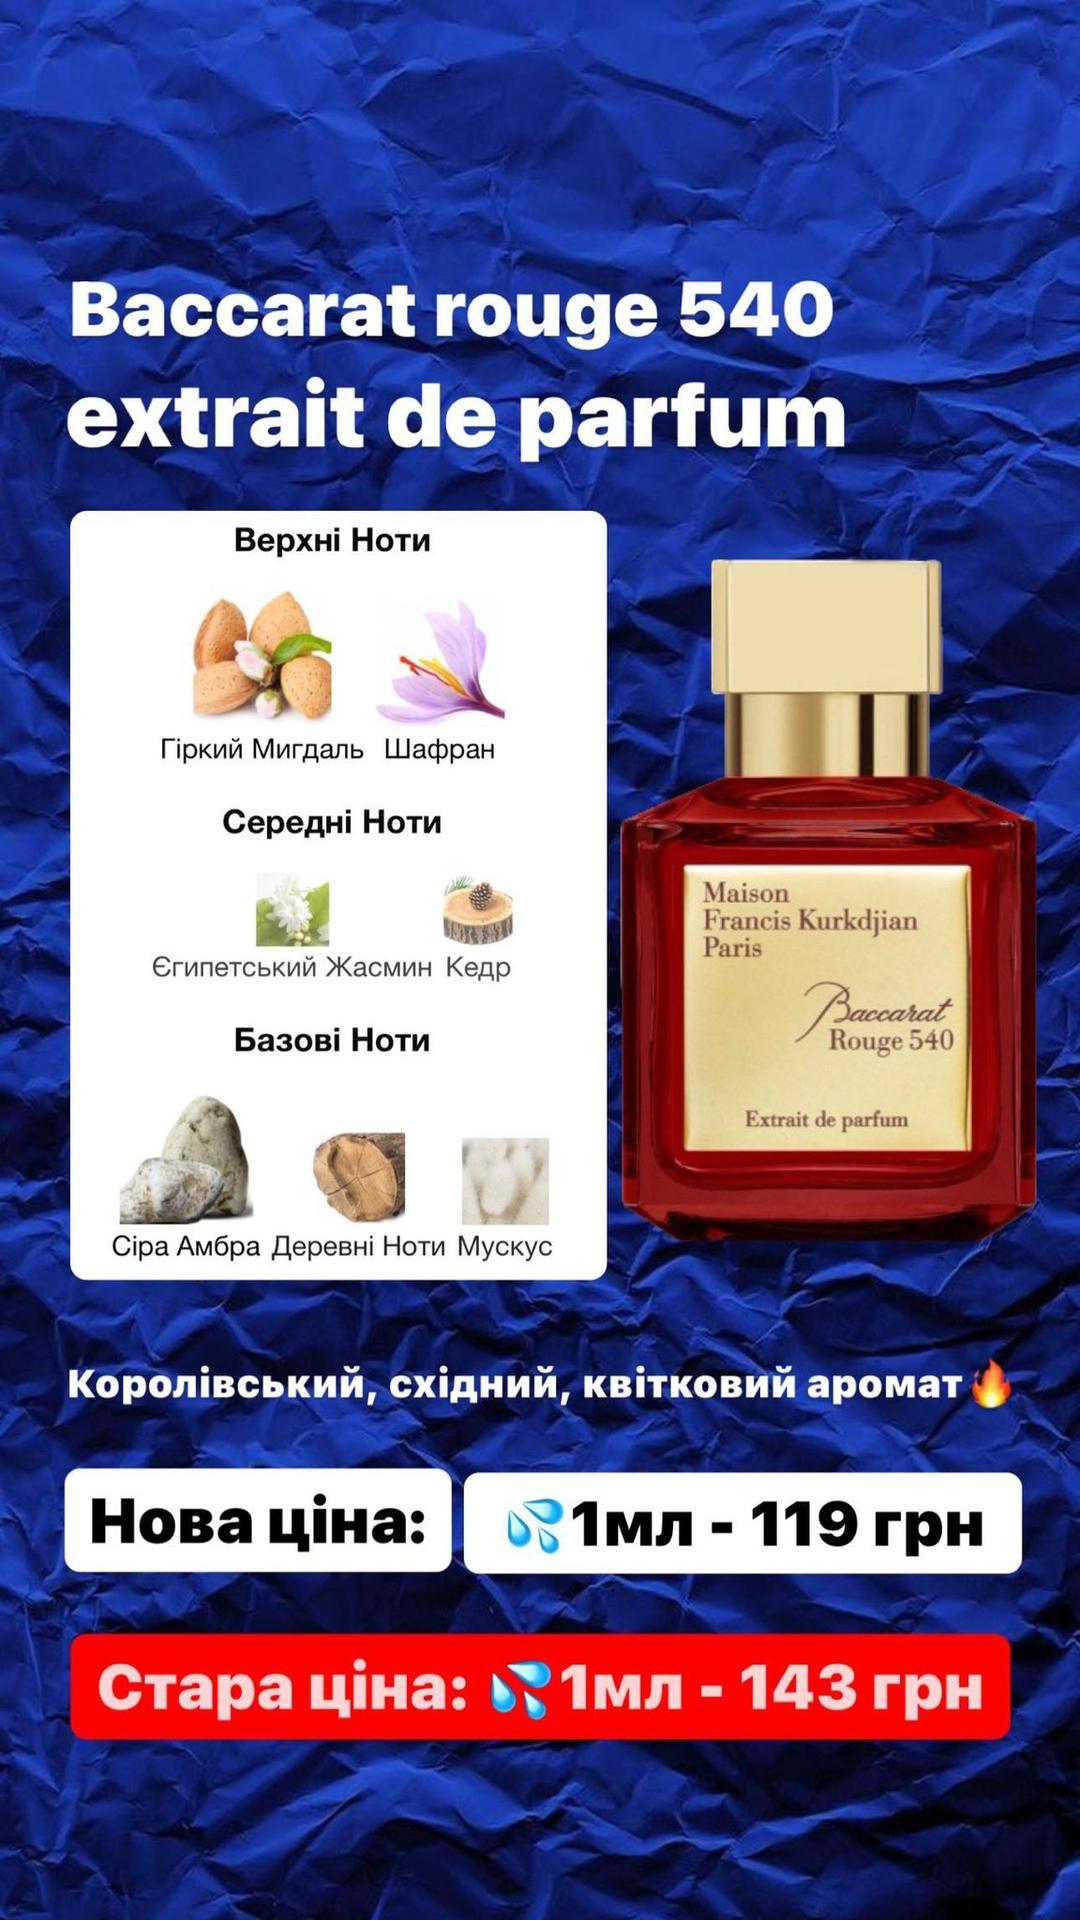 Baccarat rouge 540
extrait de parfum
Верхні Ноти
Гіркий Мигдаль Шафран
Середні Ноти
Єгипетський Жасмин Кедр
Базові Ноти
Сіра Амбра Деревні Ноти Мускус
Maison
Francis Kurkdjian
Paris
Baccarat
Rouge 540
Extrait de parfum
Королівський, східний, квітковий аромат🔥
Нова ціна: 💦1мл - 119 грн
Стара ціна: 💦1мл - 143 грн